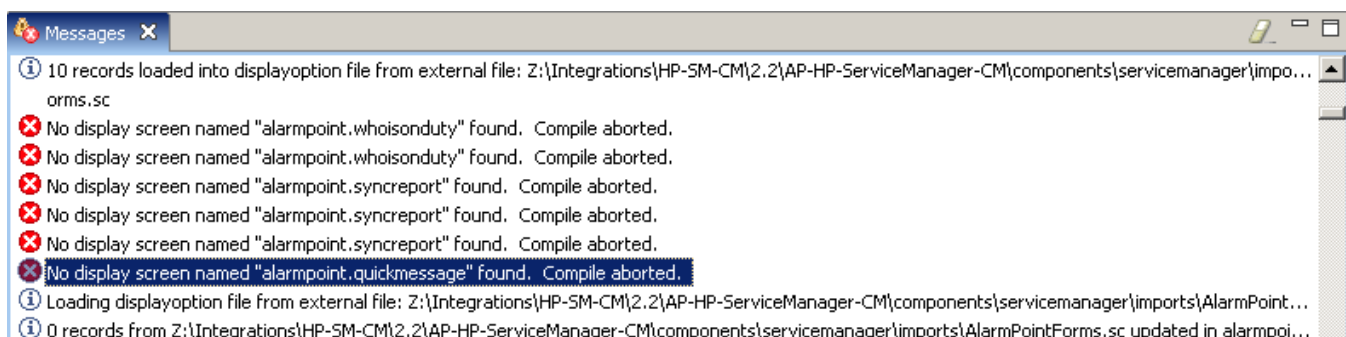 Messages
10 records loaded into displayoption file from external file: Z:\Integrations\HP-SM-CM\2.2\AP-HP-ServiceManager-CM\components\servicemanager\impo...
orms.sc
No display screen named "alarmpoint.whoisonduty" found. Compile aborted.
No display screen named "alarmpoint.whoisonduty" found. Compile aborted.
No display screen named "alarmpoint.syncreport" found. Compile aborted.
No display screen named "alarmpoint.syncreport" found. Compile aborted.
No display screen named "alarmpoint.syncreport" found. Compile aborted.
No display screen named "alarmpoint.quickmessage" found. Compile aborted.
Loading displayoption file from external file: Z:\Integrations\HP-SM-CM\2.2\AP-HP-ServiceManager-CM\components\servicemanager\imports\AlarmPoint...
0 records from Z:\Integrations\HP-SM-CM\2.2\AP-HP-ServiceManager-CM\components\servicemanager\imports\AlarmPointForms.sc updated in alarmpoi...